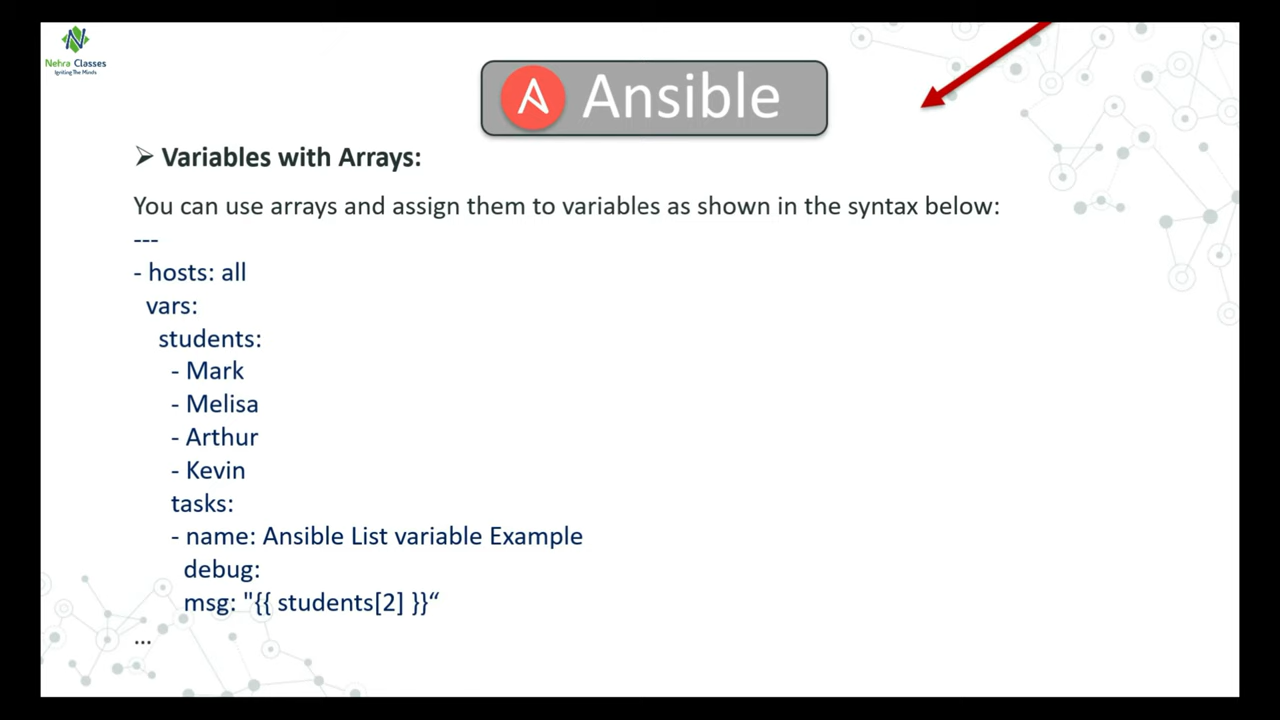 Nehra Classes
Igniting The Minds
Ansible
Variables with Arrays:
You can use arrays and assign them to variables as shown in the syntax below:
---
- hosts: all
  vars:
    students:
      - Mark
      - Melisa
      - Arthur
      - Kevin
      tasks:
      - name: Ansible List variable Example
        debug:
        msg: "{{ students[2] }}“
...